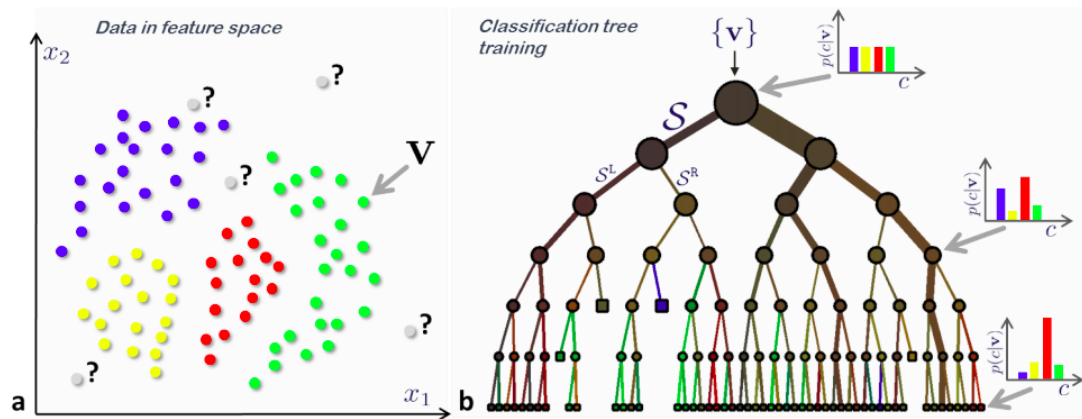 Data in feature space
x₂
?
?
?
V
?
?
x₁
a
Classification tree
training
{v}
S
Sᴸ
Sᴿ
p(c|v)
c
p(c|v)
c
p(c|v)
c
b